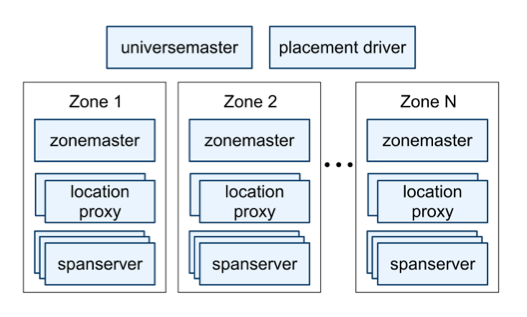 universemaster placement driver
Zone 1 Zone 2 Zone N
zonemaster zonemaster zonemaster
...
location location location
proxy proxy proxy
spanserver spanserver spanserver